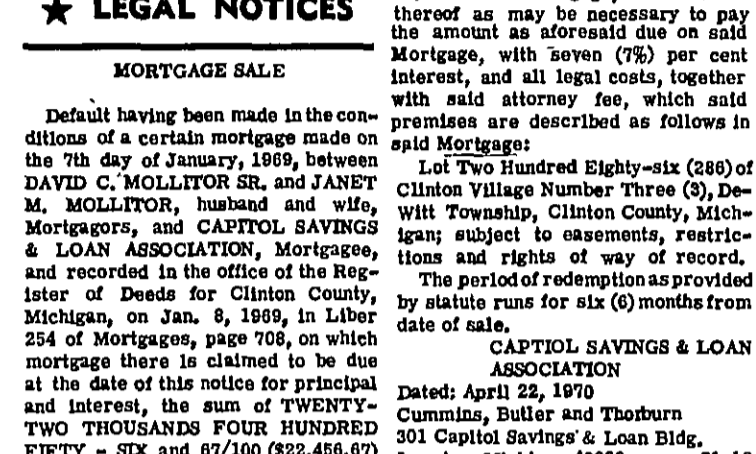 ★ LEGAL NOTICES
MORTGAGE SALE
Default having been made in the con-
ditions of a certain mortgage made on
the 7th day of January, 1969, between
DAVID C. MOLLITOR SR. and JANET
M. MOLLITOR, husband and wife,
Mortgagors, and CAPITOL SAVINGS
& LOAN ASSOCIATION, Mortgagee,
and recorded in the office of the Reg-
ister of Deeds for Clinton County,
Michigan, on Jan. 8, 1969, in Liber
254 of Mortgages, page 708, on which
mortgage there is claimed to be due
at the date of this notice for principal
and interest, the sum of TWENTY-
TWO THOUSANDS FOUR HUNDRED
FIFTY - SIX and 67/100 ($22,456.67)
thereof as may be necessary to pay
the amount as aforesaid due on said
Mortgage, with seven (7%) per cent
interest, and all legal costs, together
with said attorney fee, which said
premises are described as follows in
said Mortgage:
Lot Two Hundred Eighty-six (286) of
Clinton Village Number Three (3), De-
Witt Township, Clinton County, Mich-
igan; subject to easements, restric-
tions and rights of way of record.
The period of redemption as provided
by statute runs for six (6) months from
date of sale.
CAPTIOL SAVINGS & LOAN
ASSOCIATION
Dated: April 22, 1970
Cummins, Butler and Thorburn
301 Capitol Savings & Loan Bldg.